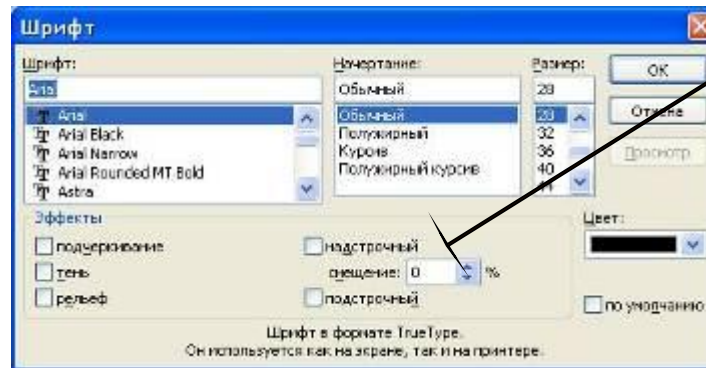 Шрифт
Шрифт: Начертание: Размер:
Arial Обычный 28 ОК
Arial Обычный 28 Отмена
Arial Black Полужирный 32
Arial Narrow Курсив 36 Просмотр
Arial Rounded MT Bold Полужирный курсив 40
Astra 44
Эффекты Цвет:
подчеркивание надстрочный
тень смещение: 0 %
рельеф подстрочный по умолчанию
Шрифт в формате TrueType.
Он используется как на экране, так и на принтере.